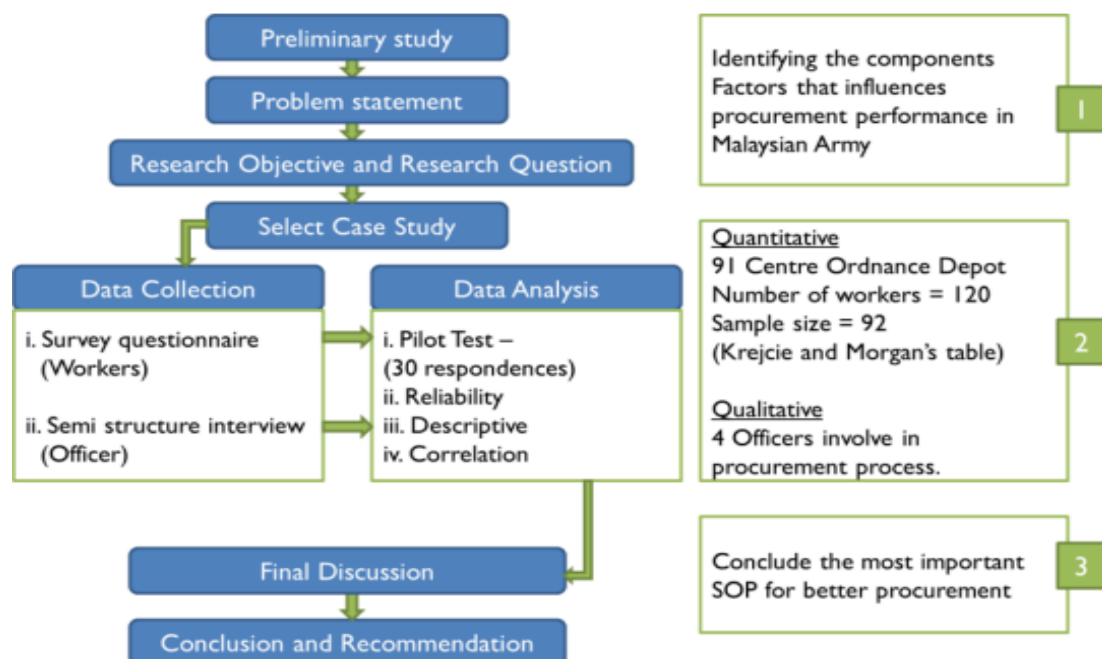 Preliminary study
Problem statement
Research Objective and Research Question
Select Case Study
Data Collection
i. Survey questionnaire
(Workers)
ii. Semi structure interview
(Officer)
Data Analysis
i. Pilot Test –
(30 respondences)
ii. Reliability
iii. Descriptive
iv. Correlation
Final Discussion
Conclusion and Recommendation
Identifying the components
Factors that influences
procurement performance in
Malaysian Army
1
Quantitative
91 Centre Ordnance Depot
Number of workers = 120
Sample size = 92
(Krejcie and Morgan's table)
Qualitative
4 Officers involve in
procurement process.
2
Conclude the most important
SOP for better procurement
3